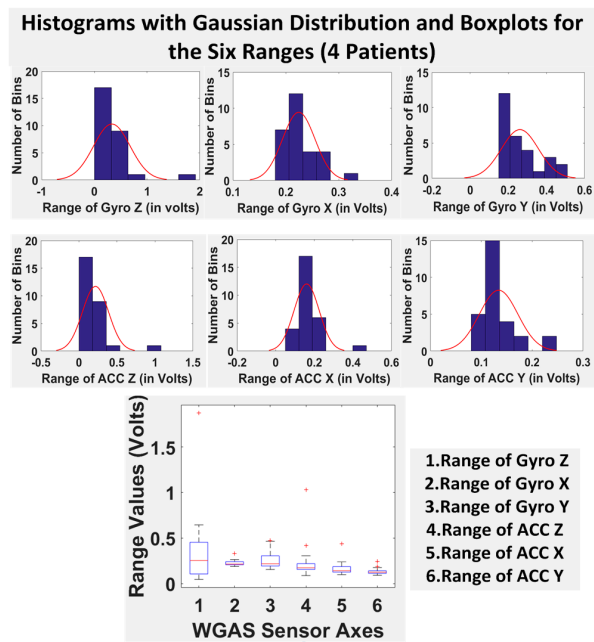 Histograms with Gaussian Distribution and Boxplots for
the Six Ranges (4 Patients)
Number of Bins
20
15
10
5
0
-1 0 1 2
Range of Gyro Z (in volts)
Number of Bins
15
10
5
0
0.1 0.2 0.3 0.4
Range of Gyro X (in Volts)
Number of Bins
15
10
5
0
-0.2 0 0.2 0.4 0.6
Range of Gyro Y (in Volts)
Number of Bins
20
15
10
5
0
-0.5 0 0.5 1 1.5
Range of ACC Z (in Volts)
Number of Bins
20
15
10
5
0
-0.2 0 0.2 0.4 0.6
Range of ACC X (in Volts)
Number of Bins
15
10
5
0
0 0.1 0.2 0.3
Range of ACC Y (in Volts)
Range Values (Volts)
1.5
1
0.5
0
1 2 3 4 5 6
WGAS Sensor Axes
1.Range of Gyro Z
2.Range of Gyro X
3.Range of Gyro Y
4.Range of ACC Z
5.Range of ACC X
6.Range of ACC Y